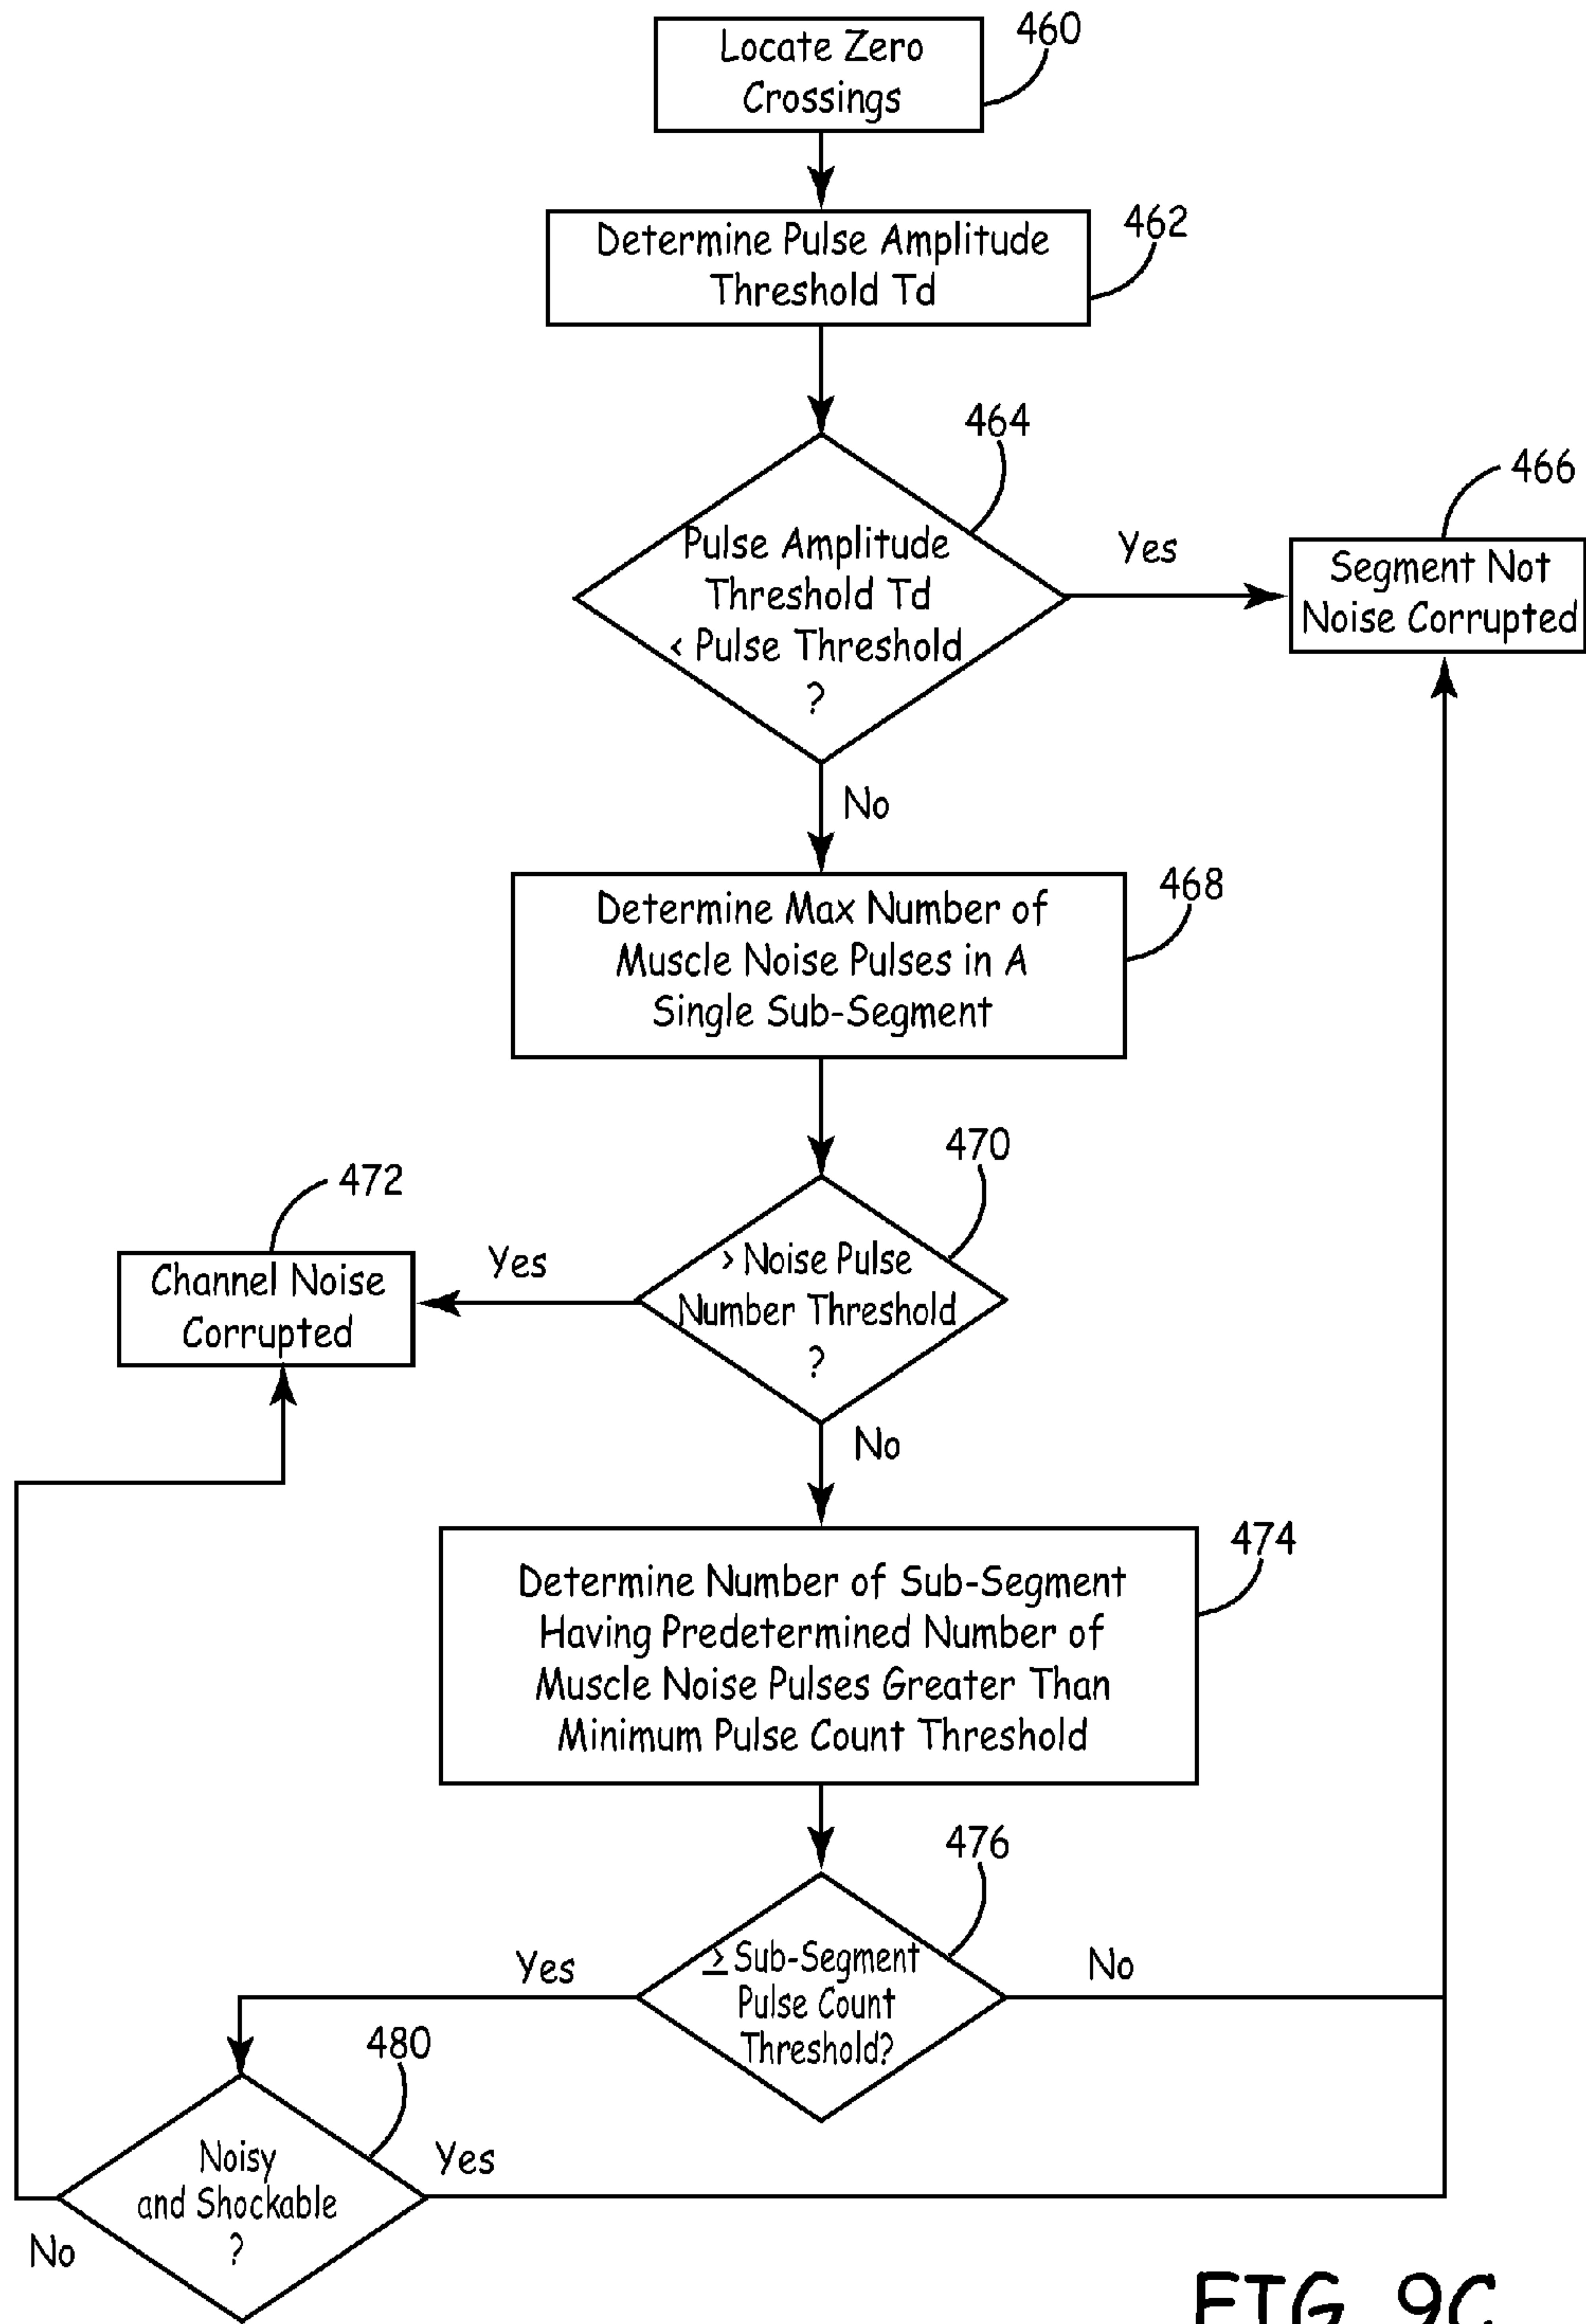 Locate Zero
Crossings
460
Determine Pulse Amplitude
Threshold Td
462
464
Pulse Amplitude
Threshold Td
< Pulse Threshold
?
Yes
466
Segment Not
Noise Corrupted
No
Determine Max Number of
Muscle Noise Pulses in A
Single Sub-Segment
468
470
> Noise Pulse
Number Threshold
?
Yes
472
Channel Noise
Corrupted
No
Determine Number of Sub-Segment
Having Predetermined Number of
Muscle Noise Pulses Greater Than
Minimum Pulse Count Threshold
474
476
≥ Sub-Segment
Pulse Count
Threshold?
Yes
No
480
Noisy
and Shockable
?
Yes
No
FIG. 9C